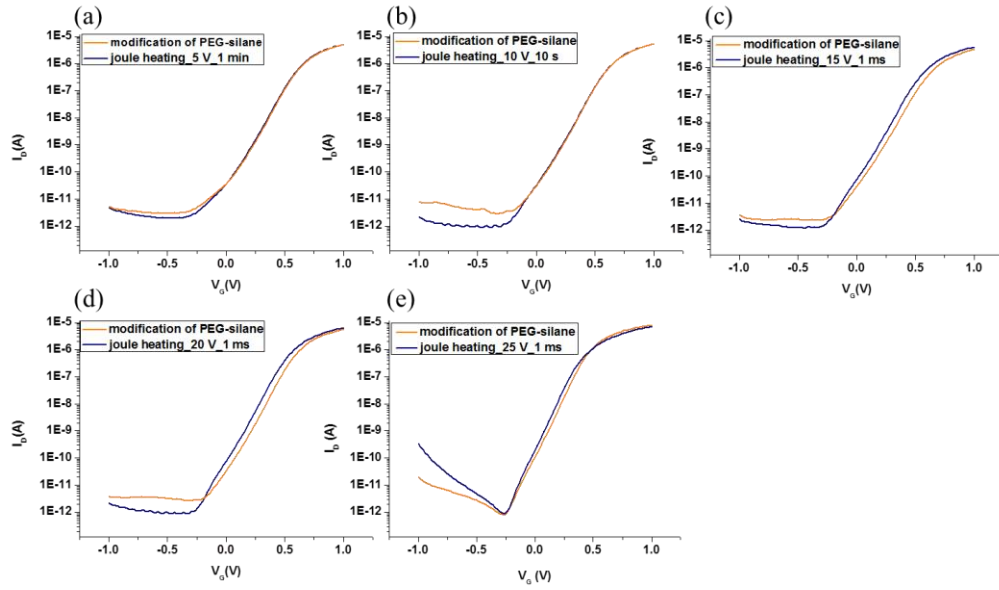 (a)
modification of PEG-silane
joule heating_5 V_1 min
1E-5
1E-6
1E-7
1E-8
1E-9
1E-10
1E-11
1E-12
I_D(A)
-1.0 -0.5 0.0 0.5 1.0
V_G(V)
(b)
modification of PEG-silane
joule heating_10 V_10 s
1E-5
1E-6
1E-7
1E-8
1E-9
1E-10
1E-11
1E-12
I_D(A)
-1.0 -0.5 0.0 0.5 1.0
V_G(V)
(c)
modification of PEG-silane
joule heating_15 V_1 ms
1E-5
1E-6
1E-7
1E-8
1E-9
1E-10
1E-11
1E-12
I_D(A)
-1.0 -0.5 0.0 0.5 1.0
V_G(V)
(d)
modification of PEG-silane
joule heating_20 V_1 ms
1E-5
1E-6
1E-7
1E-8
1E-9
1E-10
1E-11
1E-12
I_D(A)
-1.0 -0.5 0.0 0.5 1.0
V_G(V)
(e)
modification of PEG-silane
joule heating_25 V_1 ms
1E-5
1E-6
1E-7
1E-8
1E-9
1E-10
1E-11
1E-12
I_D (A)
-1.0 -0.5 0.0 0.5 1.0
V_G (V)